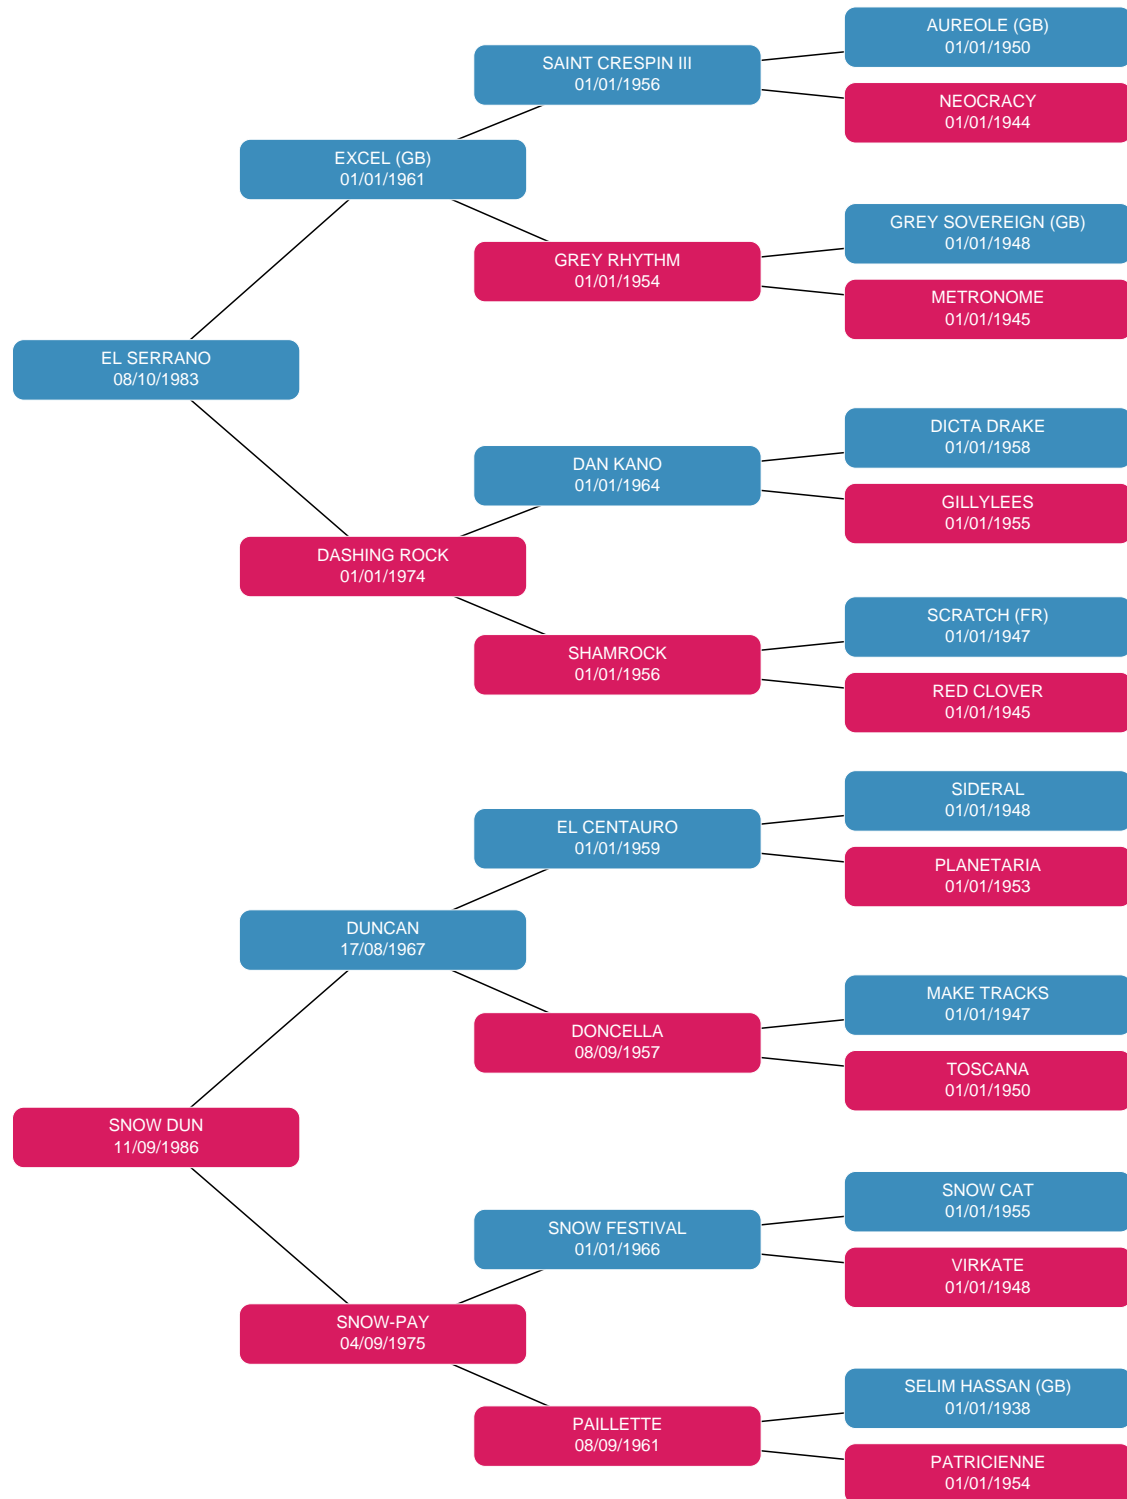 AUREOLE (GB)
01/01/1950
SAINT CRESPIN III
01/01/1956
NEOCRACY
01/01/1944
EXCEL (GB)
01/01/1961
GREY SOVEREIGN (GB)
01/01/1948
GREY RHYTHM
01/01/1954
METRONOME
01/01/1945
EL SERRANO
08/10/1983
DICTA DRAKE
01/01/1958
DAN KANO
01/01/1964
GILLYLEES
01/01/1955
DASHING ROCK
01/01/1974
SCRATCH (FR)
01/01/1947
SHAMROCK
01/01/1956
RED CLOVER
01/01/1945
SIDERAL
01/01/1948
EL CENTAURO
01/01/1959
PLANETARIA
01/01/1953
DUNCAN
17/08/1967
MAKE TRACKS
01/01/1947
DONCELLA
08/09/1957
TOSCANA
01/01/1950
SNOW DUN
11/09/1986
SNOW CAT
01/01/1955
SNOW FESTIVAL
01/01/1966
VIRKATE
01/01/1948
SNOW-PAY
04/09/1975
SELIM HASSAN (GB)
01/01/1938
PAILLETTE
08/09/1961
PATRICIENNE
01/01/1954